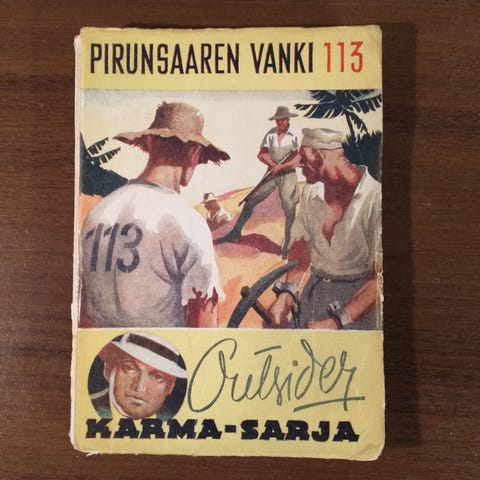 PIRUNSAAREN VANKI 113
113
Outsider
KARMA-SARJA